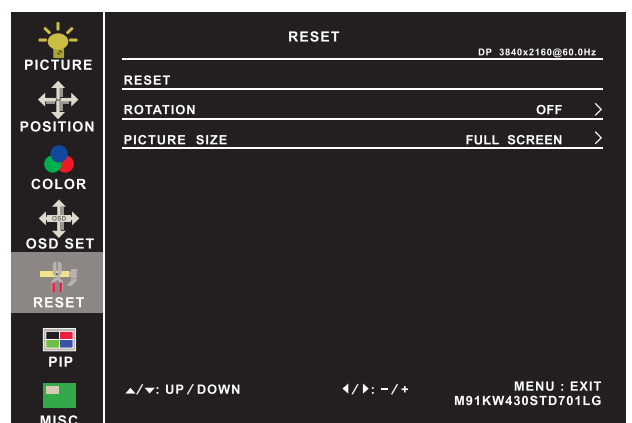 PICTURE
POSITION
COLOR
OSD
OSD SET
RESET
PIP
MISC
RESET
DP 3840x2160@60.0Hz
RESET
ROTATION OFF >
PICTURE SIZE FULL SCREEN >
▲/▼: UP/DOWN ◀/▶: -/+ MENU : EXIT
M91KW430STD701LG